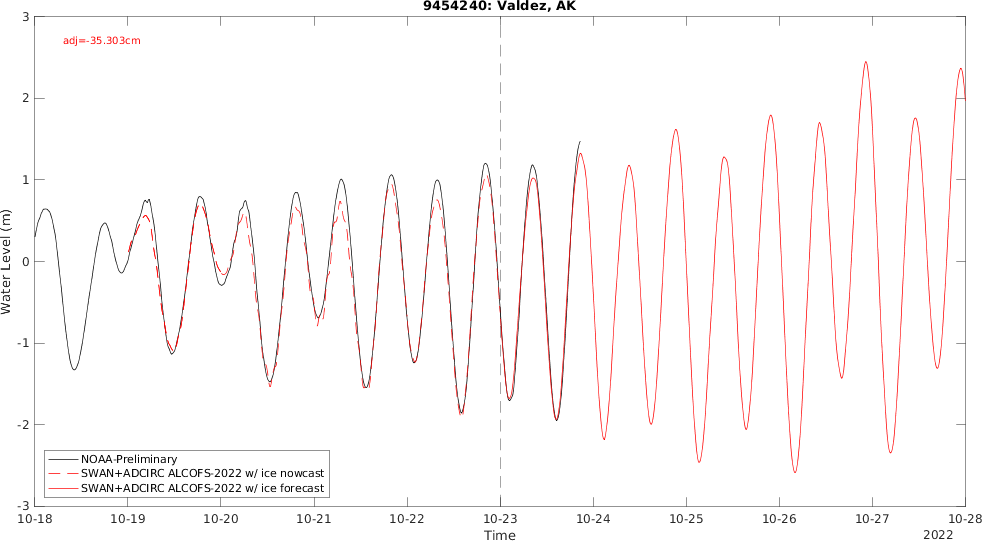 9454240: Valdez, AK
adj=-35.303cm
3
2
1
0
-1
-2
-3
Water Level (m)
NOAA-Preliminary
SWAN+ADCIRC ALCOFS-2022 w/ ice nowcast
SWAN+ADCIRC ALCOFS-2022 w/ ice forecast
10-18 10-19 10-20 10-21 10-22 10-23 10-24 10-25 10-26 10-27 10-28
Time
2022